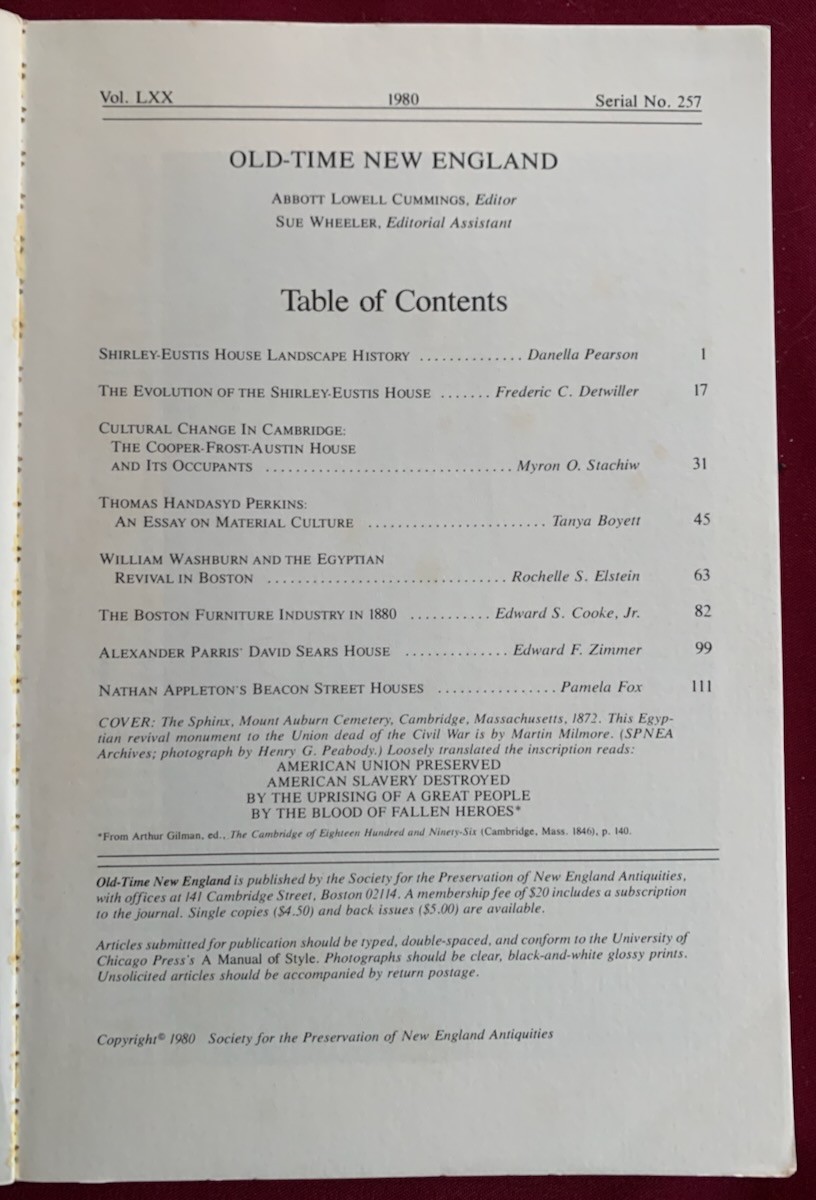 Vol. LXX 1980 Serial No. 257
OLD-TIME NEW ENGLAND
ABBOTT LOWELL CUMMINGS, Editor
SUE WHEELER, Editorial Assistant
Table of Contents
SHIRLEY-EUSTIS HOUSE LANDSCAPE HISTORY .............. Danella Pearson 1
THE EVOLUTION OF THE SHIRLEY-EUSTIS HOUSE ....... Frederic C. Detwiller 17
CULTURAL CHANGE IN CAMBRIDGE:
THE COOPER-FROST-AUSTIN HOUSE
AND ITS OCCUPANTS ................................. Myron O. Stachiw 31
THOMAS HANDASYD PERKINS:
AN ESSAY ON MATERIAL CULTURE ........................ Tanya Boyett 45
WILLIAM WASHBURN AND THE EGYPTIAN
REVIVAL IN BOSTON ................................ Rochelle S. Elstein 63
THE BOSTON FURNITURE INDUSTRY IN 1880 ........... Edward S. Cooke, Jr. 82
ALEXANDER PARRIS' DAVID SEARS HOUSE .............. Edward F. Zimmer 99
NATHAN APPLETON'S BEACON STREET HOUSES ................ Pamela Fox 111
COVER: The Sphinx, Mount Auburn Cemetery, Cambridge, Massachusetts, 1872. This Egyp-
tian revival monument to the Union dead of the Civil War is by Martin Milmore. (SPNEA
Archives; photograph by Henry G. Peabody.) Loosely translated the inscription reads:
AMERICAN UNION PRESERVED
AMERICAN SLAVERY DESTROYED
BY THE UPRISING OF A GREAT PEOPLE
BY THE BLOOD OF FALLEN HEROES*
*From Arthur Gilman, ed., The Cambridge of Eighteen Hundred and Ninety-Six (Cambridge, Mass. 1846), p. 140.
Old-Time New England is published by the Society for the Preservation of New England Antiquities,
with offices at 141 Cambridge Street, Boston 02114. A membership fee of $20 includes a subscription
to the journal. Single copies ($4.50) and back issues ($5.00) are available.
Articles submitted for publication should be typed, double-spaced, and conform to the University of
Chicago Press's A Manual of Style. Photographs should be clear, black-and-white glossy prints.
Unsolicited articles should be accompanied by return postage.
Copyright© 1980 Society for the Preservation of New England Antiquities